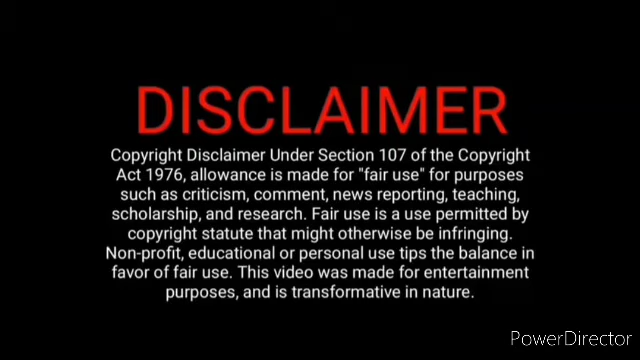 DISCLAIMER
Copyright Disclaimer Under Section 107 of the Copyright
Act 1976, allowance is made for "fair use" for purposes
such as criticism, comment, news reporting, teaching,
scholarship, and research. Fair use is a use permitted by
copyright statute that might otherwise be infringing.
Non-profit, educational or personal use tips the balance in
favor of fair use. This video was made for entertainment
purposes, and is transformative in nature.
PowerDirector